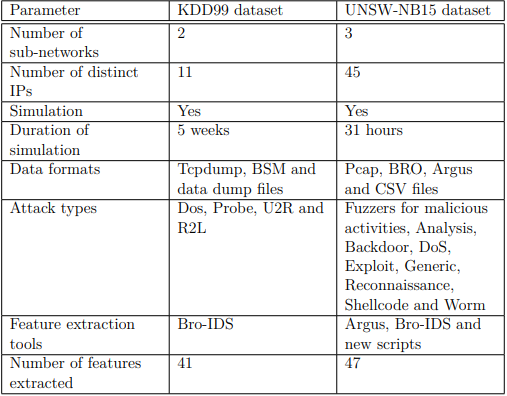 Parameter KDD99 dataset UNSW-NB15 dataset
Number of sub-networks 2 3
Number of distinct IPs 11 45
Simulation Yes Yes
Duration of simulation 5 weeks 31 hours
Data formats Tcpdump, BSM and data dump files Pcap, BRO, Argus and CSV files
Attack types Dos, Probe, U2R and R2L Fuzzers for malicious activities, Analysis, Backdoor, DoS, Exploit, Generic, Reconnaissance, Shellcode and Worm
Feature extraction tools Bro-IDS Argus, Bro-IDS and new scripts
Number of features extracted 41 47